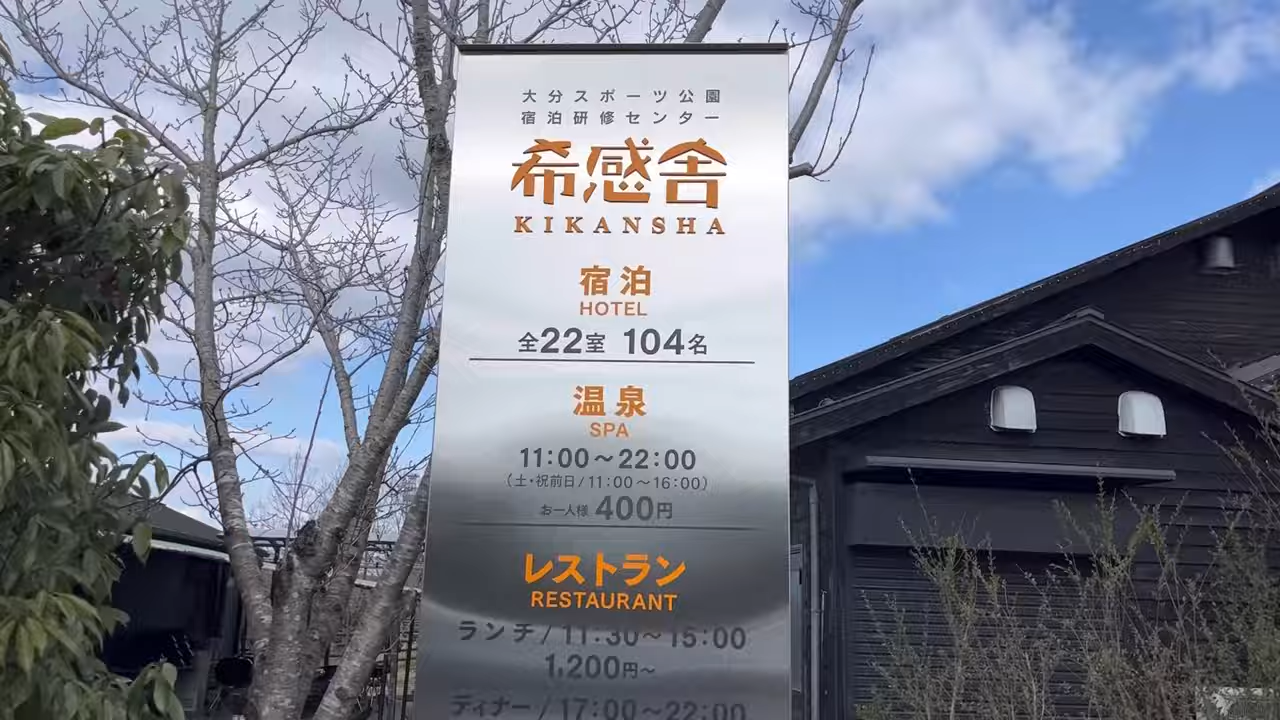 大分スポーツ公園
宿泊研修センター
希感舎
KIKANSHA
宿泊
HOTEL
全22室 104名
温泉
SPA
11:00～22:00
（土・祝前日/11:00～16:00）
お一人様 400円
レストラン
RESTAURANT
ランチ/11:30～15:00
1,200円～
ディナー/17:00～22:00